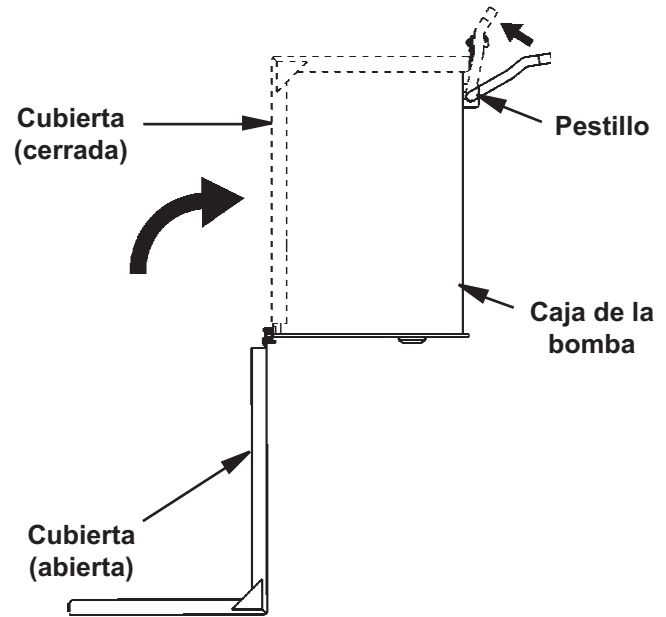 Cubierta
(cerrada)
Pestillo
Caja de la
bomba
Cubierta
(abierta)